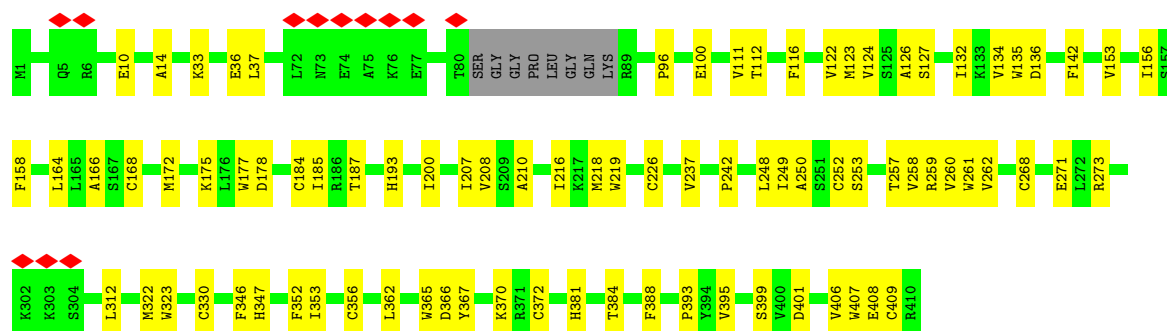 M1 Q5 R6 E10 A14 K33 E36 L37 L72 N73 E74 A75 K76 E77 T80 SER GLY GLY PRO LEU GLY GLN LYS R89 P96 E100 V111 T112 F116 V122 M123 V124 S125 A126 S127 I132 K133 V134 W135 D136 F142 V153 I156 S157
F158 L164 L165 A166 S167 C168 M172 K175 L176 W177 D178 C184 I185 R186 T187 H193 I200 I207 V208 S209 A210 I216 K217 M218 W219 C226 V237 P242 L248 I249 A250 S251 C252 S253 T257 V258 R259 V260 W261 V262 C268 E271 L272 R273
K302 K303 S304 L312 M322 W323 C330 F346 H347 F352 I353 C356 L362 W365 D366 Y367 K370 R371 C372 H381 T384 F388 P393 Y394 V395 S399 V400 D401 V406 W407 E408 C409 R410